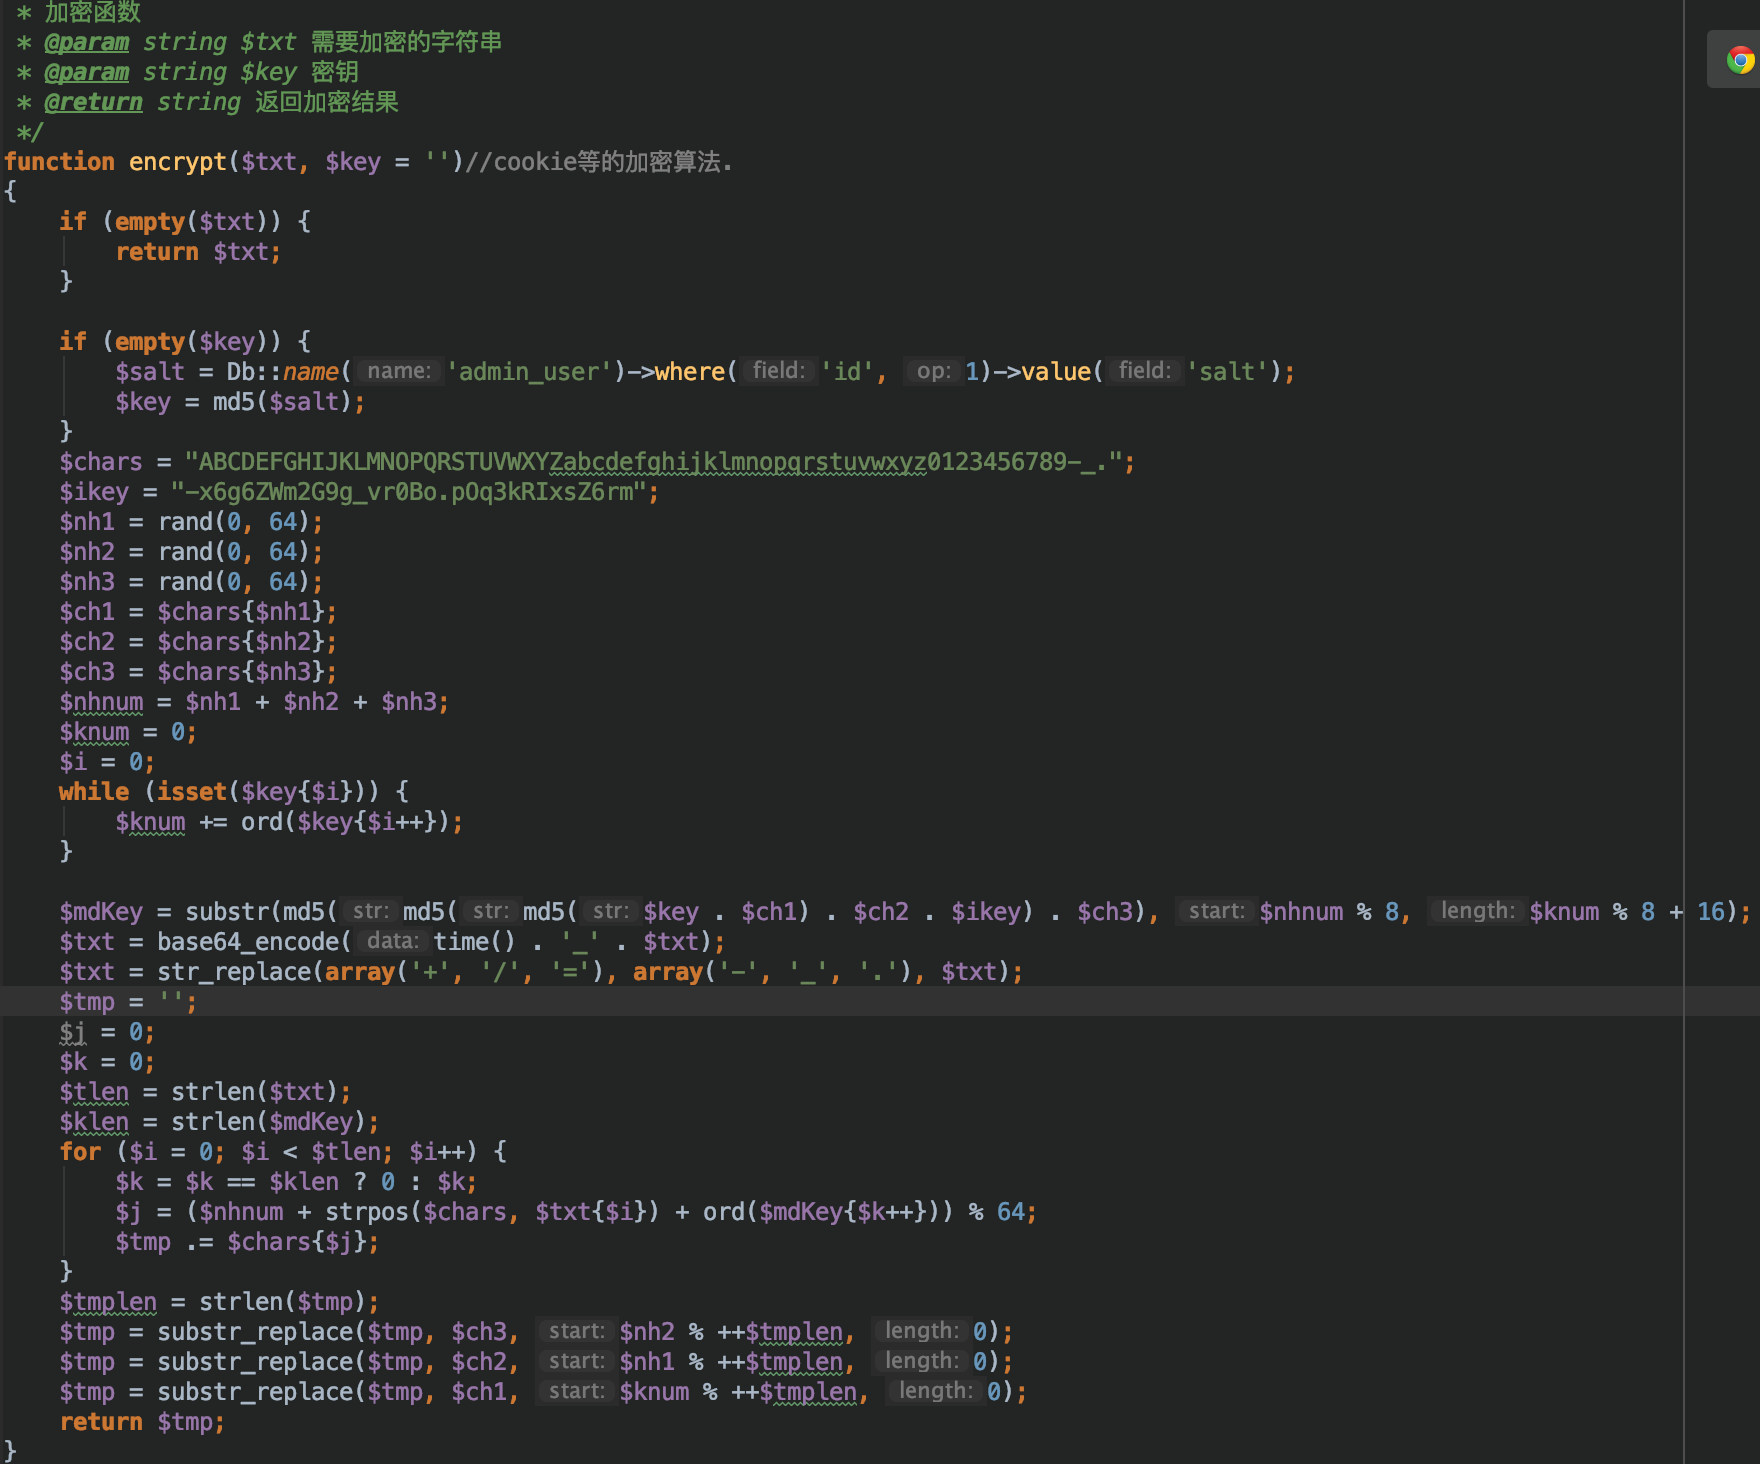 * 加密函数
* @param string $txt 需要加密的字符串
* @param string $key 密钥
* @return string 返回加密结果
*/
function encrypt($txt, $key = '')//cookie等的加密算法.
{
    if (empty($txt)) {
        return $txt;
    }
    if (empty($key)) {
        $salt = Db::name( name: 'admin_user')->where( field: 'id', op: 1)->value( field: 'salt');
        $key = md5($salt);
    }
    $chars = "ABCDEFGHIJKLMNOPQRSTUVWXYZabcdefghijklmnopqrstuvwxyz0123456789-_.";
    $ikey = "-x6g6ZWm2G9g_vr0Bo.pOq3kRIxsZ6rm";
    $nh1 = rand(0, 64);
    $nh2 = rand(0, 64);
    $nh3 = rand(0, 64);
    $ch1 = $chars{$nh1};
    $ch2 = $chars{$nh2};
    $ch3 = $chars{$nh3};
    $nhnum = $nh1 + $nh2 + $nh3;
    $knum = 0;
    $i = 0;
    while (isset($key{$i})) {
        $knum += ord($key{$i++});
    }
    $mdKey = substr(md5( str: md5( str: md5( str: $key . $ch1) . $ch2 . $ikey) . $ch3), start: $nhnum % 8, length: $knum % 8 + 16);
    $txt = base64_encode( data: time() . '_' . $txt);
    $txt = str_replace(array('+', '/', '='), array('-', '_', '.'), $txt);
    $tmp = '';
    $j = 0;
    $k = 0;
    $tlen = strlen($txt);
    $klen = strlen($mdKey);
    for ($i = 0; $i < $tlen; $i++) {
        $k = $k == $klen ? 0 : $k;
        $j = ($nhnum + strpos($chars, $txt{$i}) + ord($mdKey{$k++})) % 64;
        $tmp .= $chars{$j};
    }
    $tmplen = strlen($tmp);
    $tmp = substr_replace($tmp, $ch3, start: $nh2 % ++$tmplen, length: 0);
    $tmp = substr_replace($tmp, $ch2, start: $nh1 % ++$tmplen, length: 0);
    $tmp = substr_replace($tmp, $ch1, start: $knum % ++$tmplen, length: 0);
    return $tmp;
}